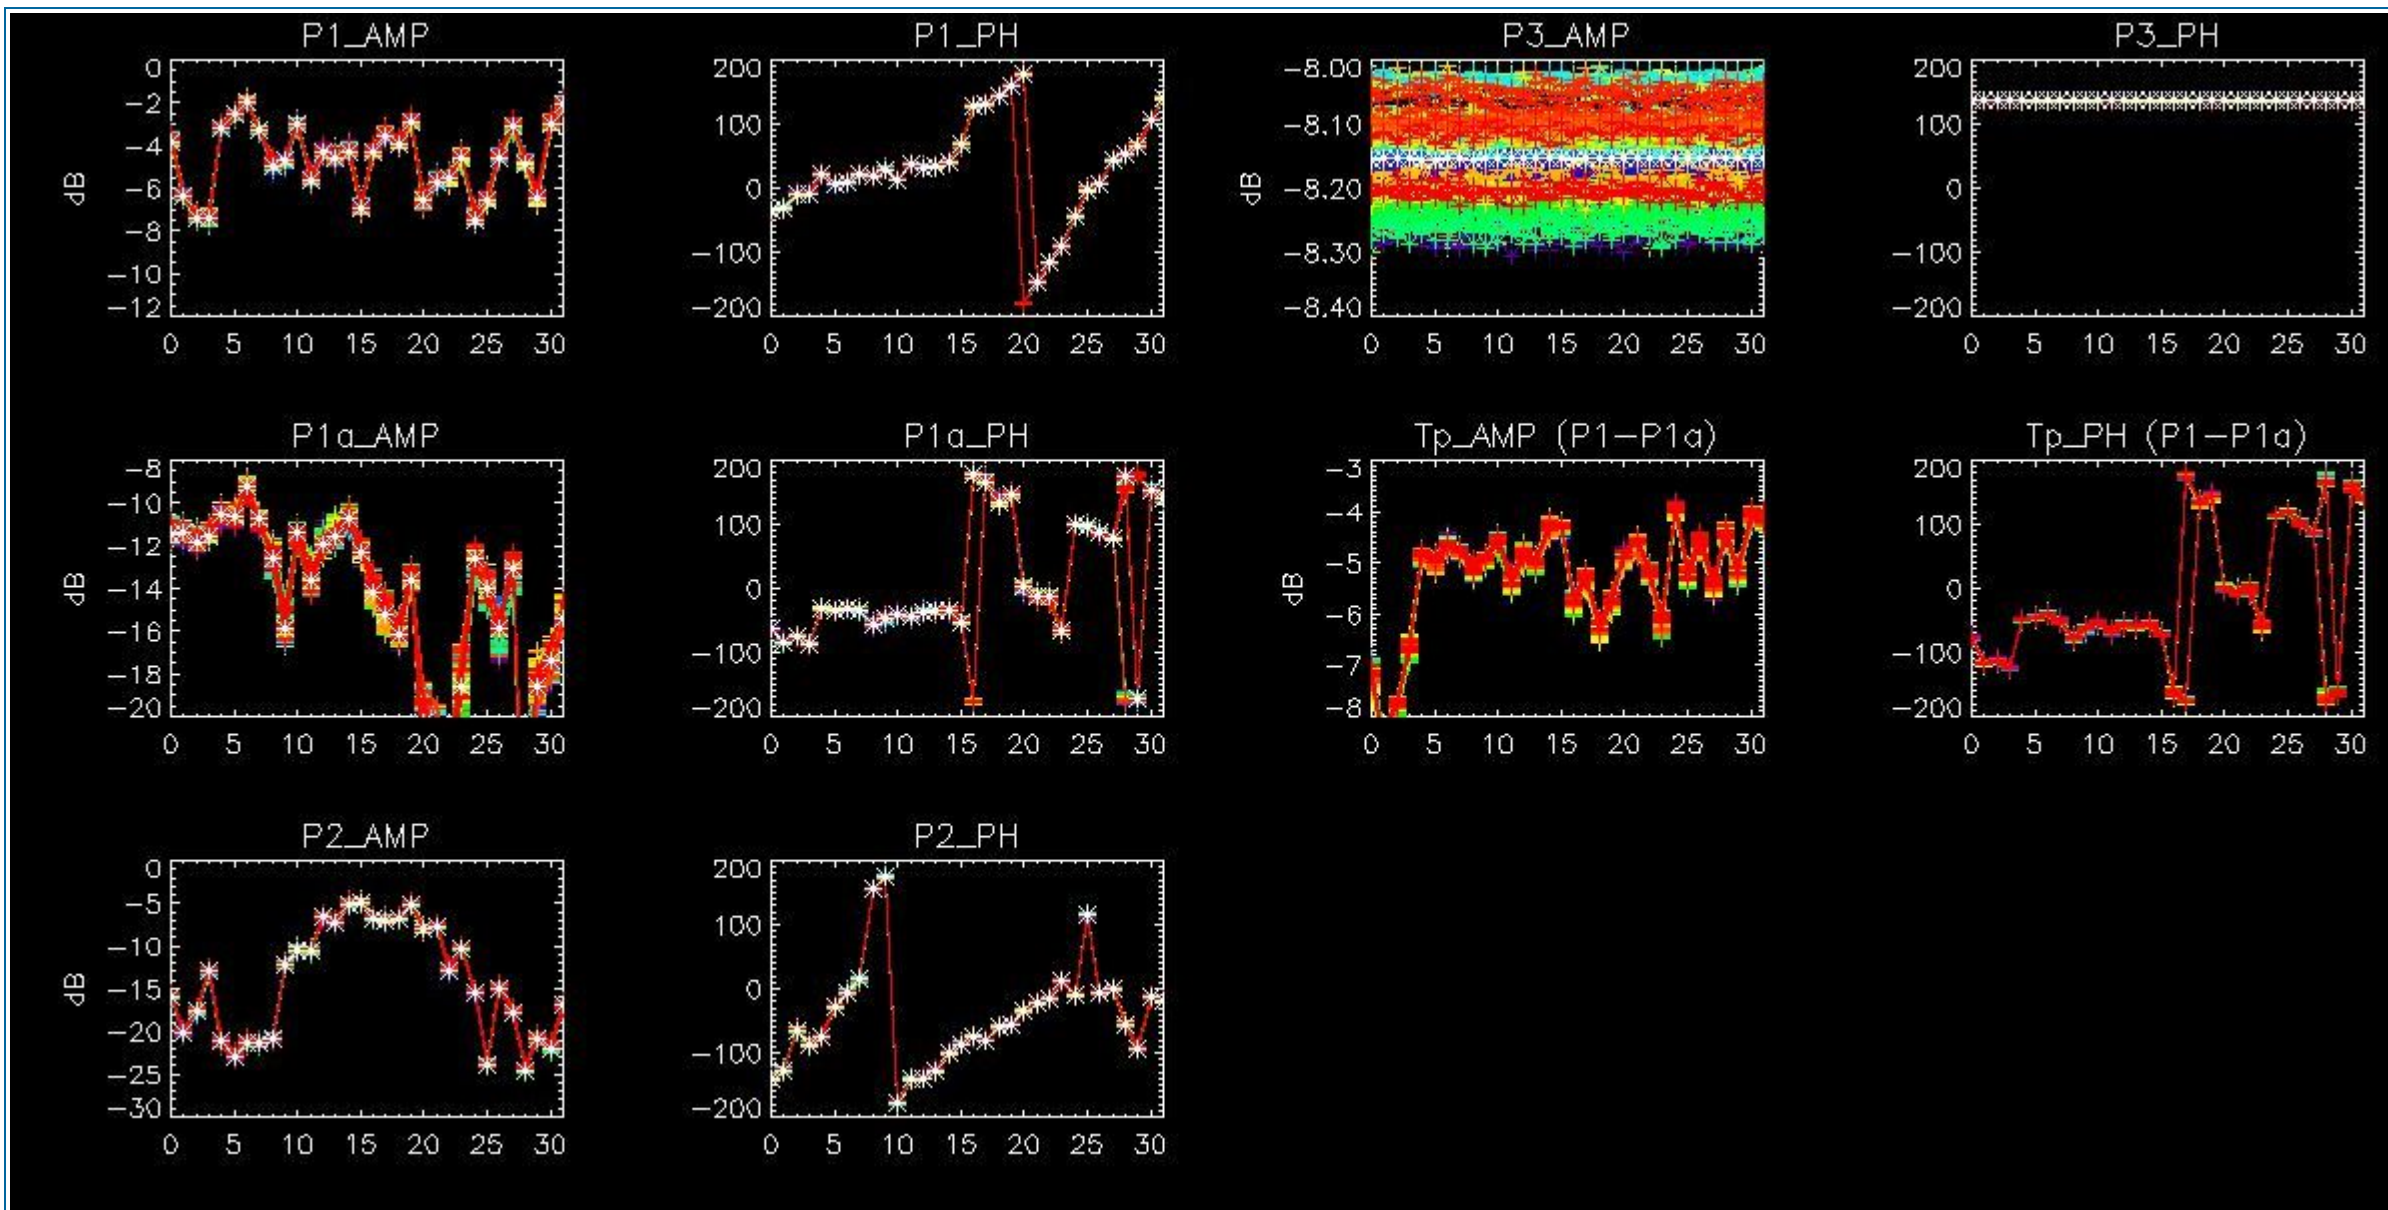 P1_AMP
0
−2
−4
−6
−8
−10
−12
dB
0 5 10 15 20 25 30
P1_PH
200
100
0
−100
−200
0 5 10 15 20 25 30
P3_AMP
−8.00
−8.10
−8.20
−8.30
−8.40
dB
0 5 10 15 20 25 30
P3_PH
200
100
0
−100
−200
0 5 10 15 20 25 30
P1a_AMP
−8
−10
−12
−14
−16
−18
−20
dB
0 5 10 15 20 25 30
P1a_PH
200
100
0
−100
−200
0 5 10 15 20 25 30
Tp_AMP (P1−P1a)
−3
−4
−5
−6
−7
−8
dB
0 5 10 15 20 25 30
Tp_PH (P1−P1a)
200
100
0
−100
−200
0 5 10 15 20 25 30
P2_AMP
0
−5
−10
−15
−20
−25
−30
dB
0 5 10 15 20 25 30
P2_PH
200
100
0
−100
−200
0 5 10 15 20 25 30